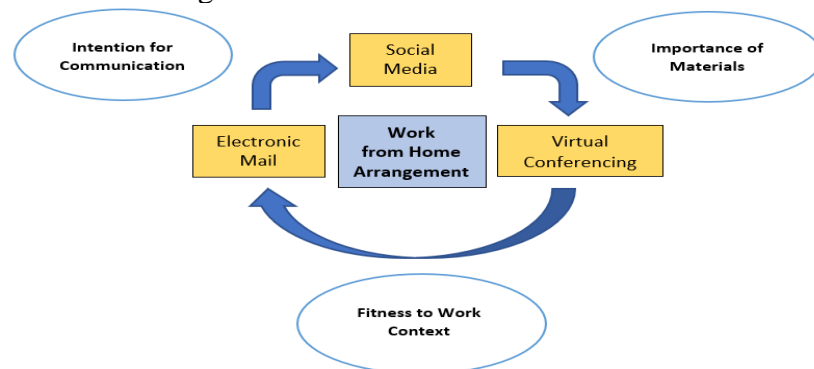 Intention for
Communication
Social
Media
Importance of
Materials
Electronic
Mail
Work
from Home
Arrangement
Virtual
Conferencing
Fitness to Work
Context